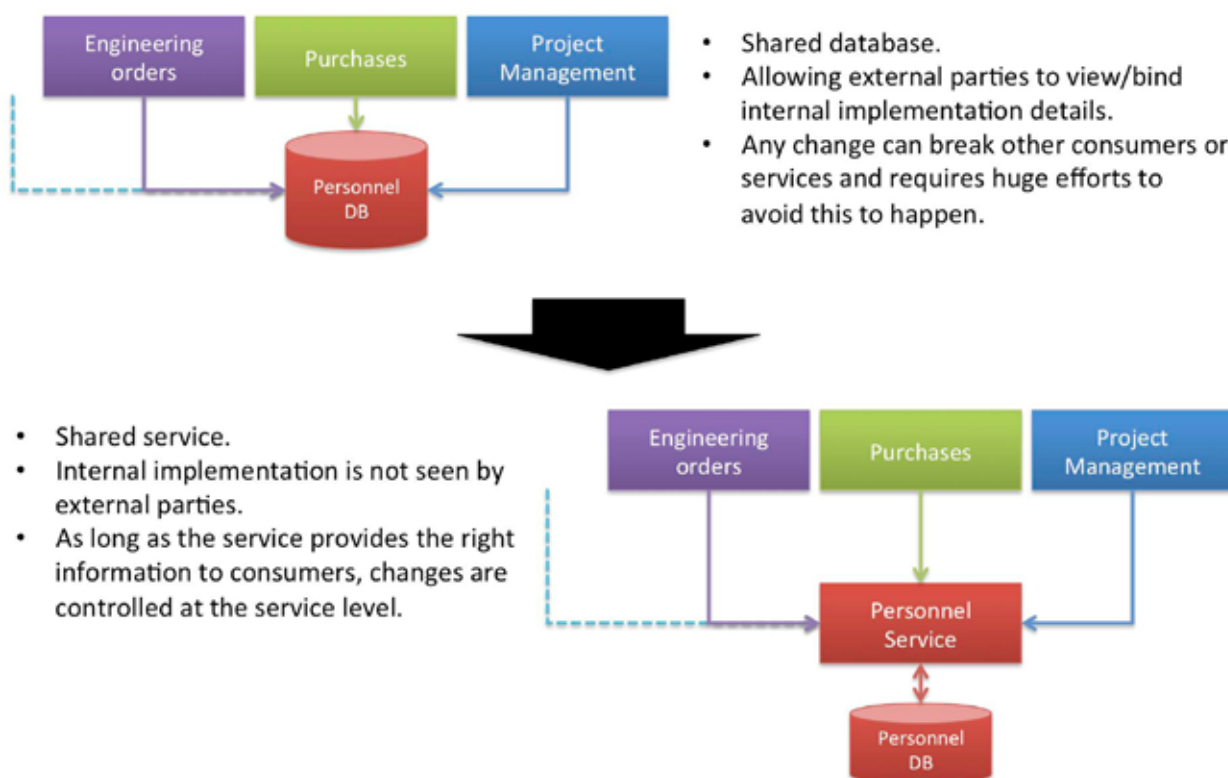 Engineering
orders
Purchases
Project
Management
Personnel
DB
• Shared database.
• Allowing external parties to view/bind
internal implementation details.
• Any change can break other consumers or
services and requires huge efforts to
avoid this to happen.
• Shared service.
• Internal implementation is not seen by
external parties.
• As long as the service provides the right
information to consumers, changes are
controlled at the service level.
Engineering
orders
Purchases
Project
Management
Personnel
Service
Personnel
DB